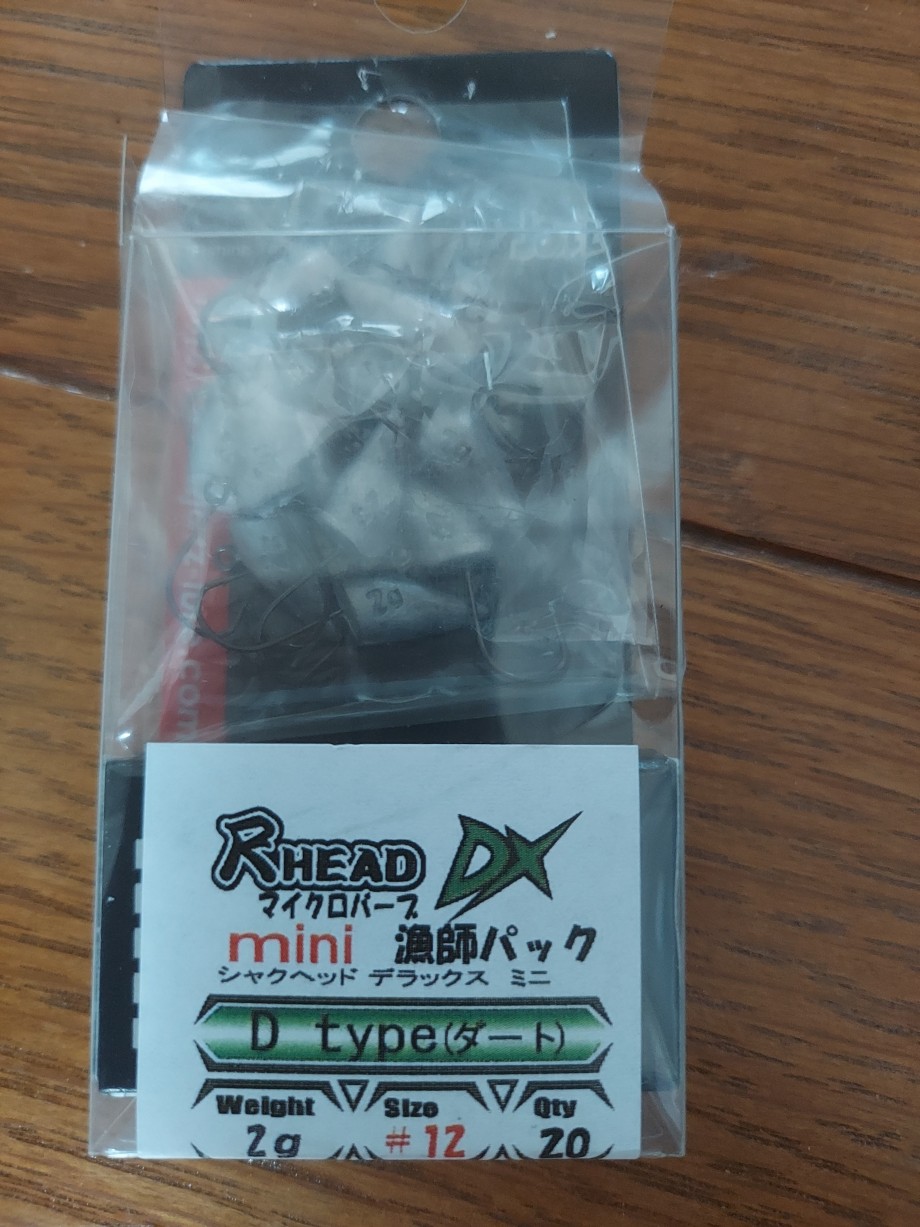 2g
.com
RHEAD DX
マイクロバーブ
mini 漁師パック
シャクヘッド デラックス ミニ
D type(ダート)
Weight Size Qty
2g #12 20